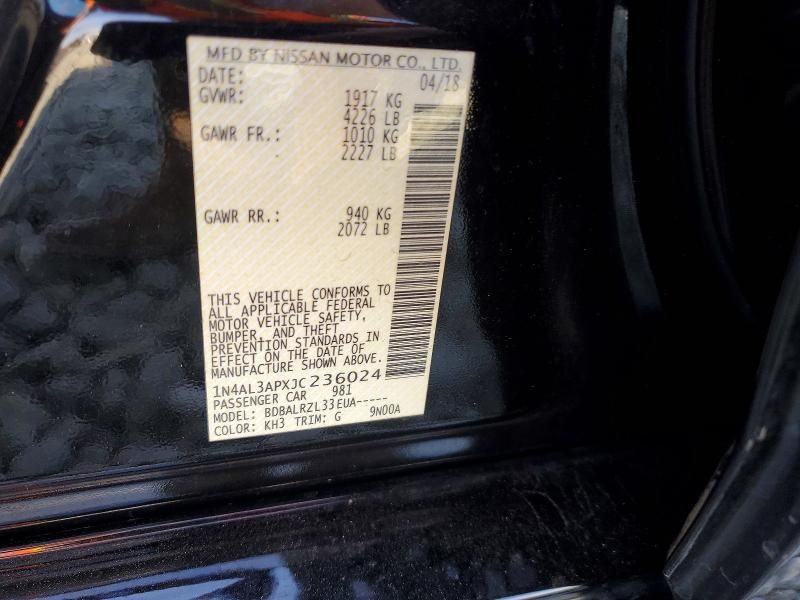 MFD BY NISSAN MOTOR CO., LTD.
DATE: 04/18
GVWR: 1917 KG
4226 LB
GAWR FR.: 1010 KG
2227 LB
GAWR RR.: 940 KG
2072 LB
THIS VEHICLE CONFORMS TO
ALL APPLICABLE FEDERAL
MOTOR VEHICLE SAFETY,
BUMPER, AND THEFT
PREVENTION STANDARDS IN
EFFECT ON THE DATE OF
MANUFACTURE SHOWN ABOVE.
1N4AL3APXJC236024
PASSENGER CAR 981
MODEL: BDBALRZL33EUA-----
COLOR: KH3 TRIM: G 9N00A